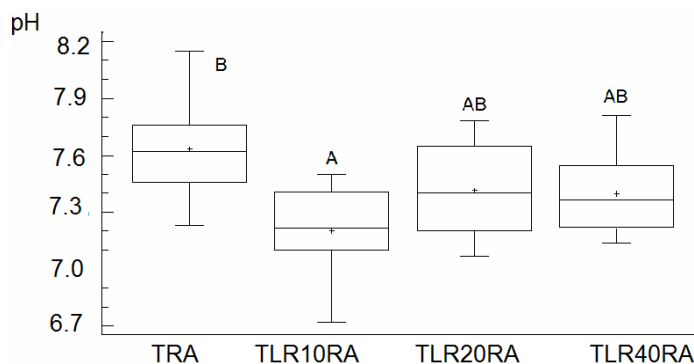 pH
8.2
B
7.9
AB
AB
7.6
A
7.3
7.0
6.7
TRA TLR10RA TLR20RA TLR40RA